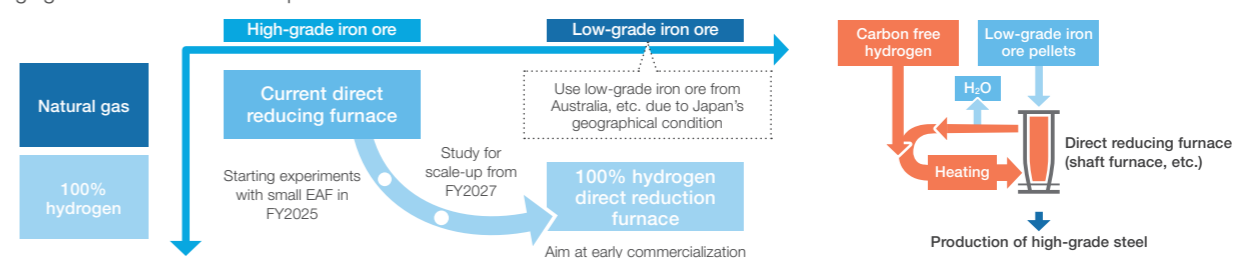 High-grade iron ore
Low-grade iron ore
Natural gas
100%
hydrogen
Current direct
reducing furnace
Use low-grade iron ore from
Australia, etc. due to Japan's
geographical condition
Starting experiments
with small EAF in
FY2025
Study for
scale-up from
FY2027
100% hydrogen
direct reduction
furnace
Aim at early commercialization
Carbon free
hydrogen
Low-grade iron
ore pellets
H₂O
Heating
Direct reducing furnace
(shaft furnace, etc.)
Production of high-grade steel